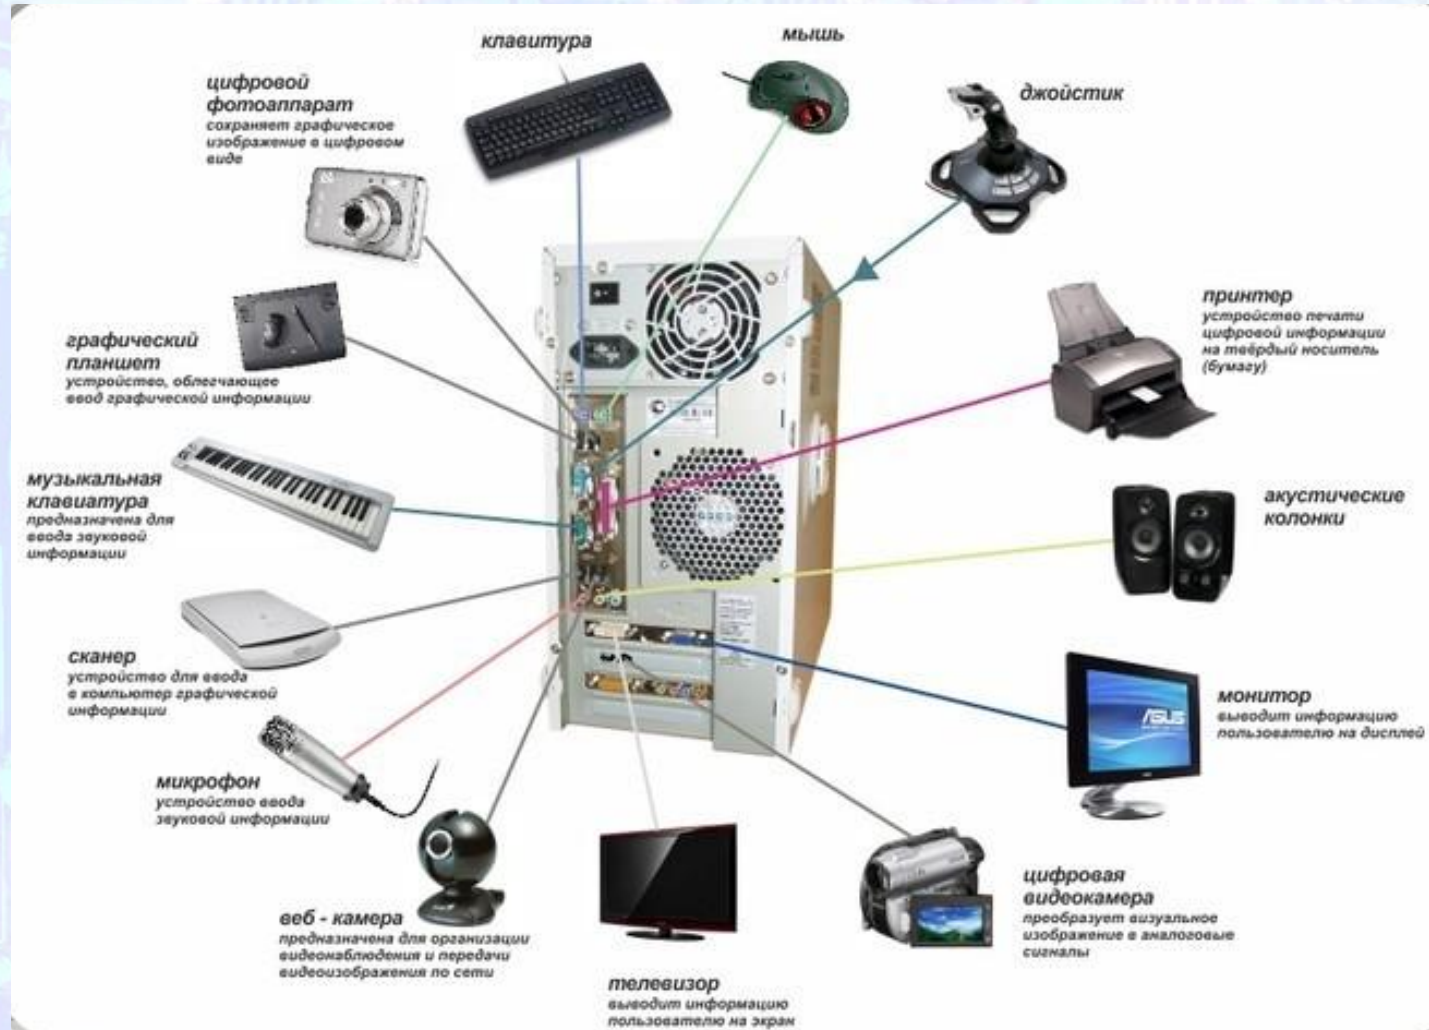 клавитура
мышь
цифровой
фотоаппарат
сохраняет графическое
изображение в цифровом
виде
джойстик
принтер
устройство печати
цифровой информации
на твёрдый носитель
(бумагу)
графический
планшет
устройство, облегчающее
ввод графической информации
музыкальная
клавиатура
предназначена для
ввода звуковой
информации
акустические
колонки
сканер
устройство для ввода
в компьютер графической
информации
монитор
выводит информацию
пользователю на дисплей
ASUS
микрофон
устройство ввода
звуковой информации
веб - камера
предназначена для организации
видеонаблюдения и передачи
видеоизображения по сети
цифровая
видеокамера
преобразует визуальное
изображение в аналоговые
сигналы
телевизор
выводит информацию
пользователю на экран